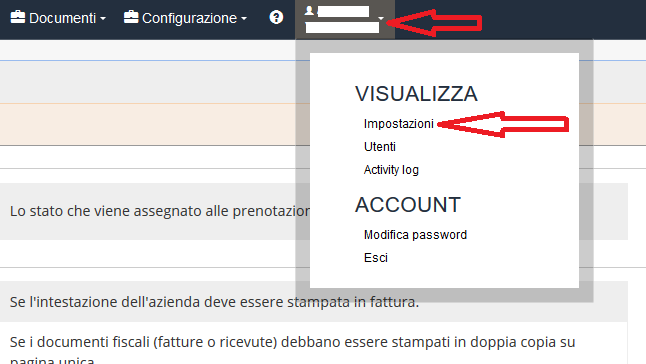 Documenti
Configurazione
?
VISUALIZZA
Impostazioni
Utenti
Activity log
ACCOUNT
Modifica password
Esci
Lo stato che viene assegnato alle prenotazion
Se l'intestazione dell'azienda deve essere stampata in fattura.
Se i documenti fiscali (fatture o ricevute) debbano essere stampati in doppia copia su
pagina unica.